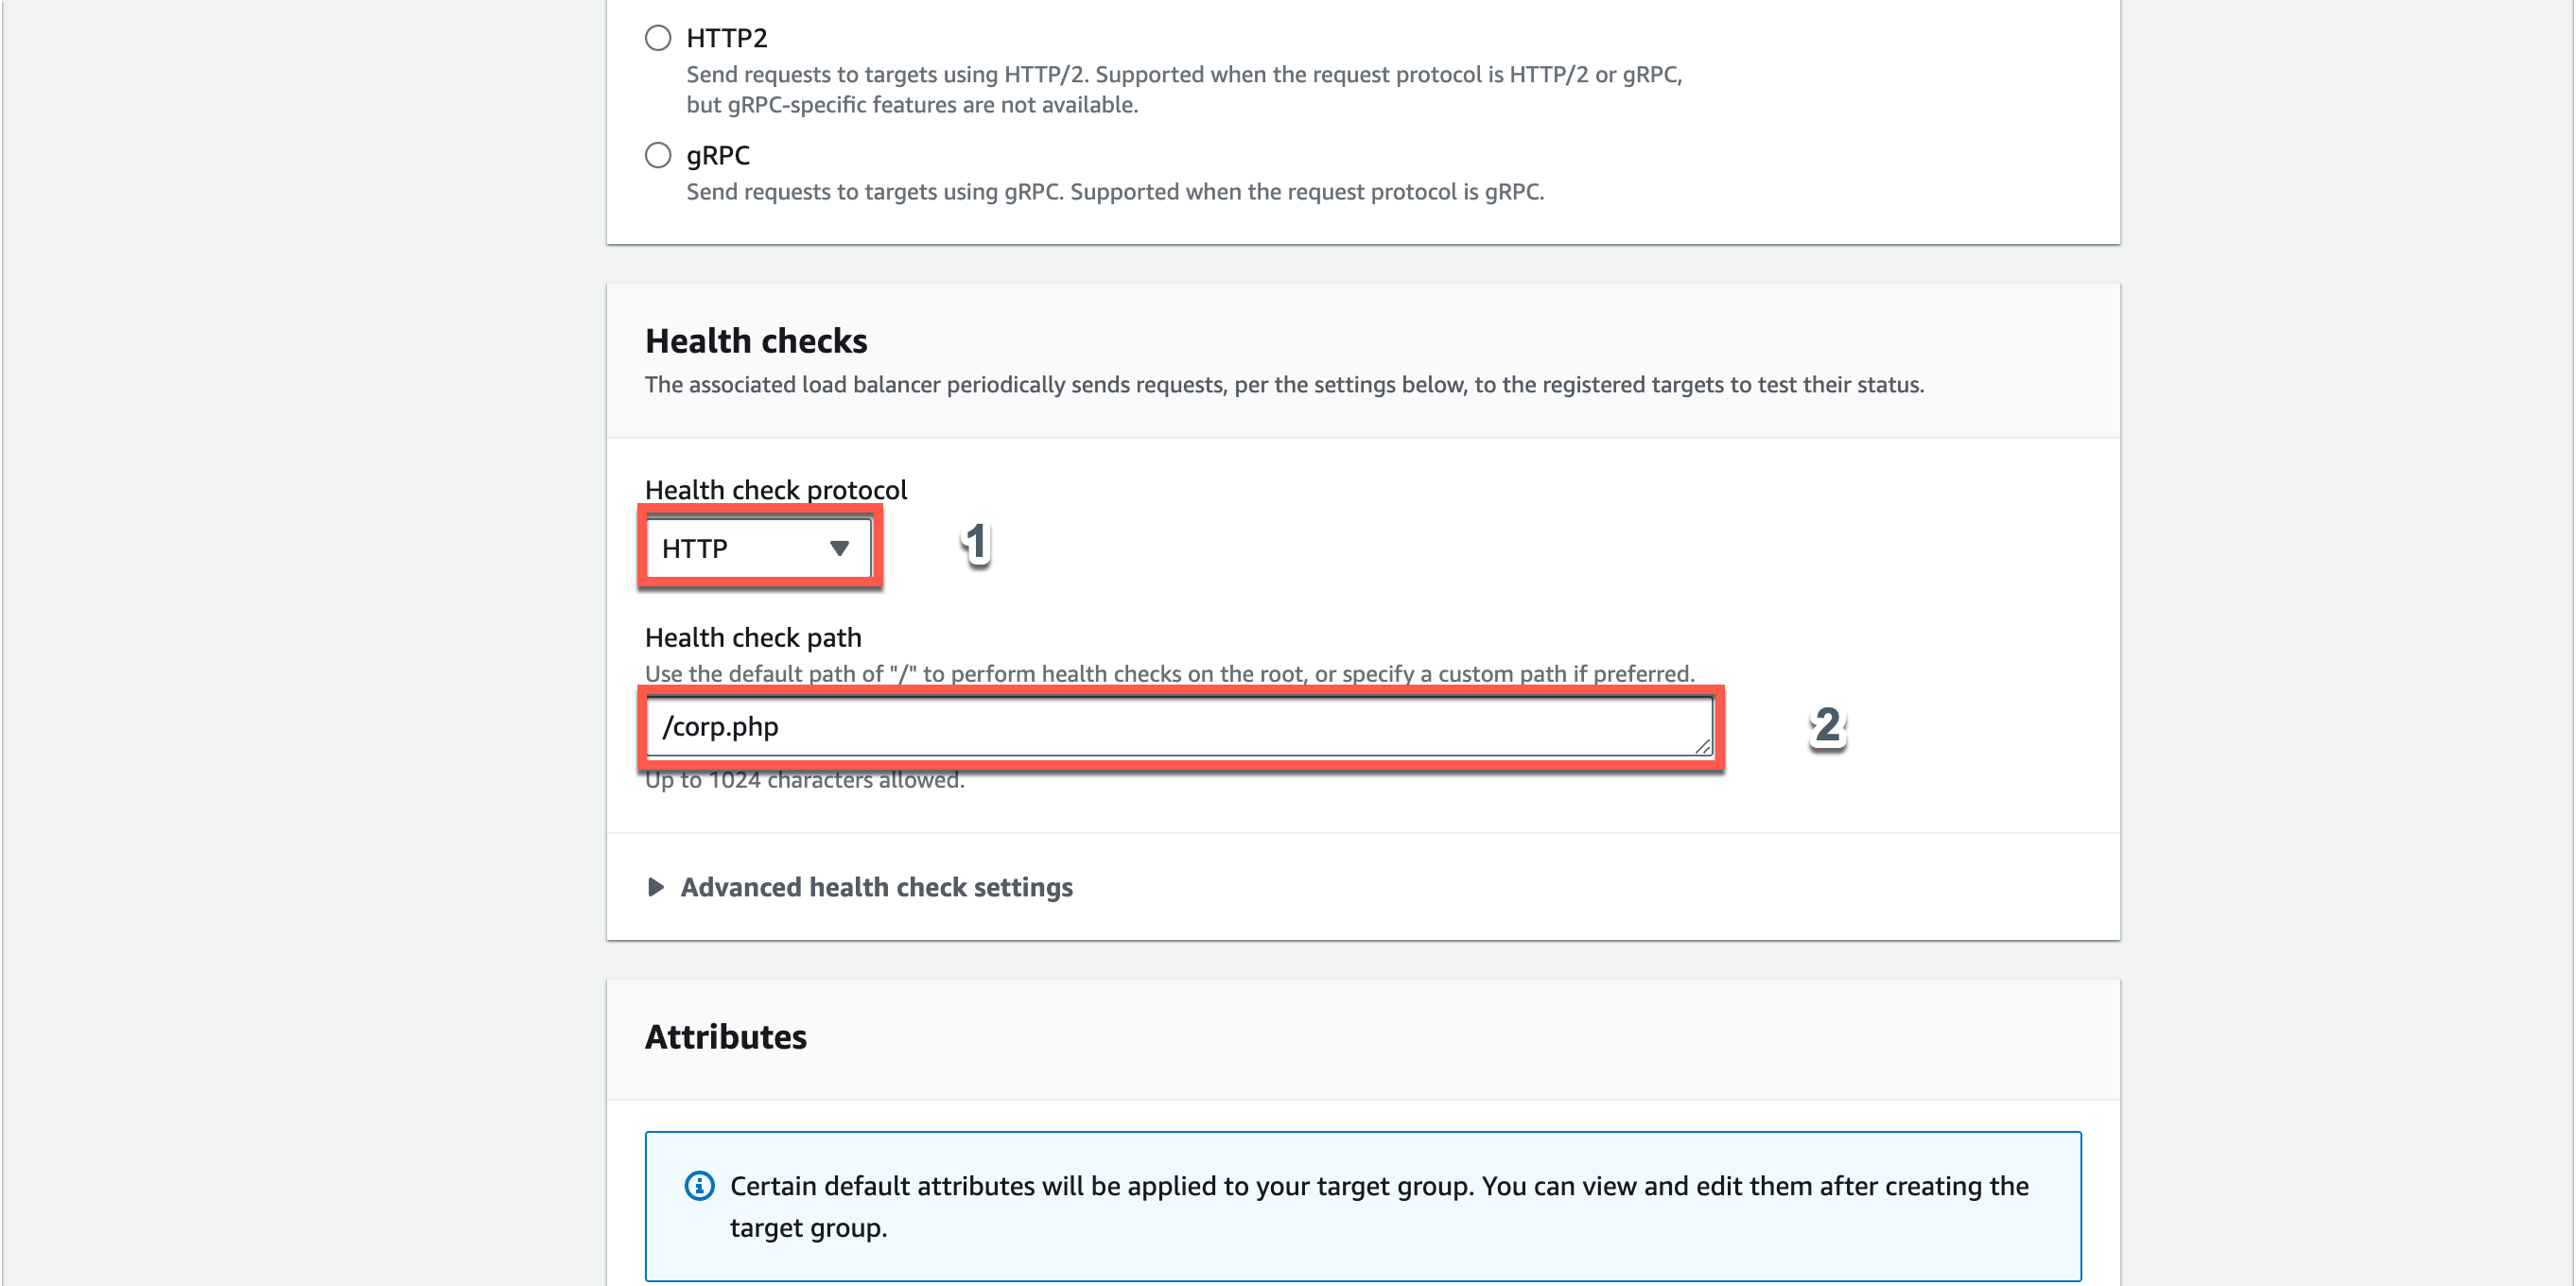 HTTP2
Send requests to targets using HTTP/2. Supported when the request protocol is HTTP/2 or gRPC,
but gRPC-specific features are not available.
gRPC
Send requests to targets using gRPC. Supported when the request protocol is gRPC.
Health checks
The associated load balancer periodically sends requests, per the settings below, to the registered targets to test their status.
Health check protocol
HTTP
1
Health check path
Use the default path of "/" to perform health checks on the root, or specify a custom path if preferred.
/corp.php
2
Up to 1024 characters allowed.
Advanced health check settings
Attributes
Certain default attributes will be applied to your target group. You can view and edit them after creating the
target group.